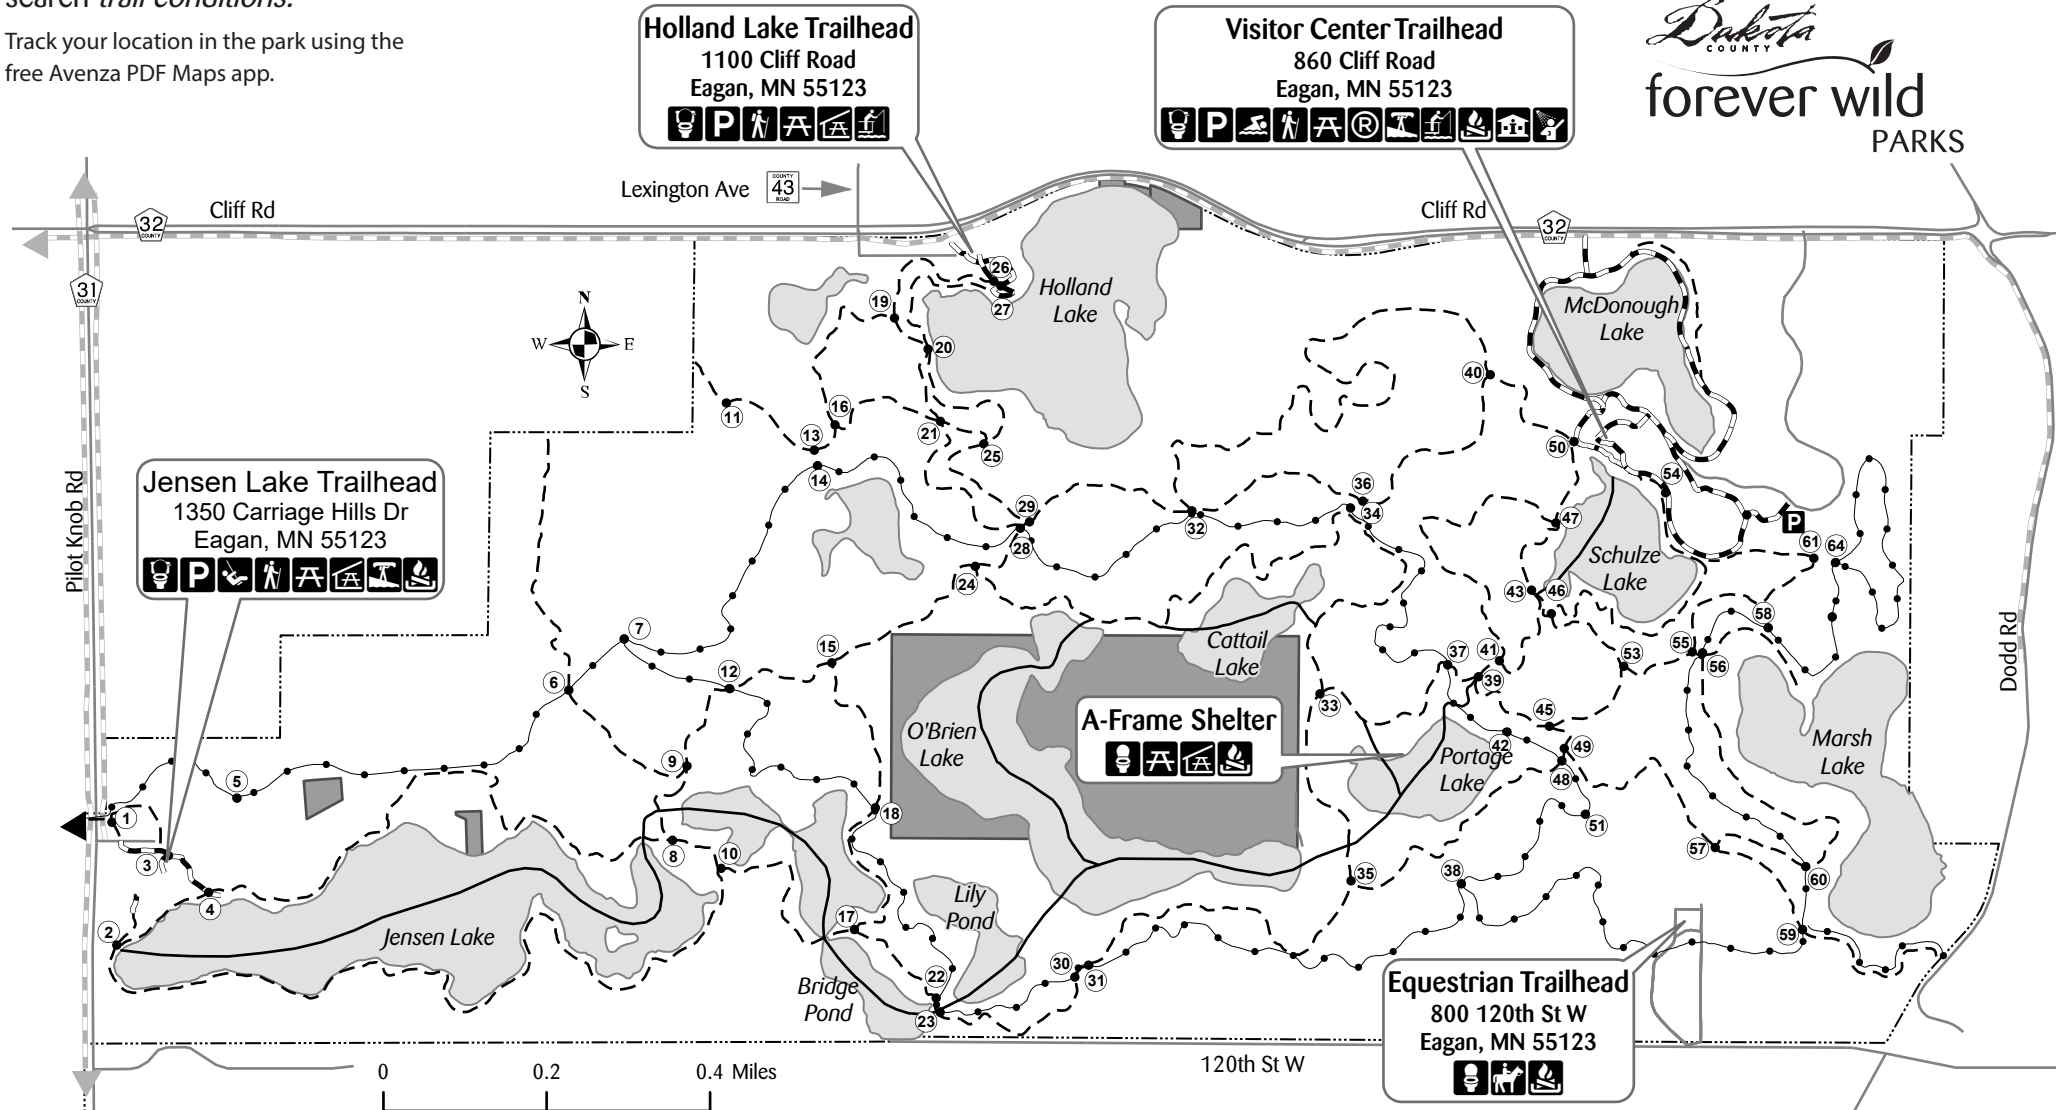 search trail conditions.
Track your location in the park using the
free Avenza PDF Maps app.
Holland Lake Trailhead
1100 Cliff Road
Eagan, MN 55123
P
Visitor Center Trailhead
860 Cliff Road
Eagan, MN 55123
P
R
Dakota
COUNTY
forever wild
PARKS
Lexington Ave
COUNTY
43
ROAD
32
COUNTY
Cliff Rd
Cliff Rd
32
COUNTY
31
COUNTY
Pilot Knob Rd
Dodd Rd
N
W
E
S
Holland
Lake
McDonough
Lake
Jensen Lake Trailhead
1350 Carriage Hills Dr
Eagan, MN 55123
P
Schulze
Lake
P
Cattail
Lake
O'Brien
Lake
A-Frame Shelter
Portage
Lake
Marsh
Lake
Jensen Lake
Lily
Pond
Bridge
Pond
Equestrian Trailhead
800 120th St W
Eagan, MN 55123
120th St W
0
0.2
0.4 Miles
1
2
3
4
5
6
7
8
9
10
11
12
13
14
15
16
17
18
19
20
21
22
23
24
25
26
27
28
29
30
31
32
33
34
35
36
37
38
39
40
41
42
43
45
46
47
48
49
50
51
53
54
55
56
57
58
59
60
61
64